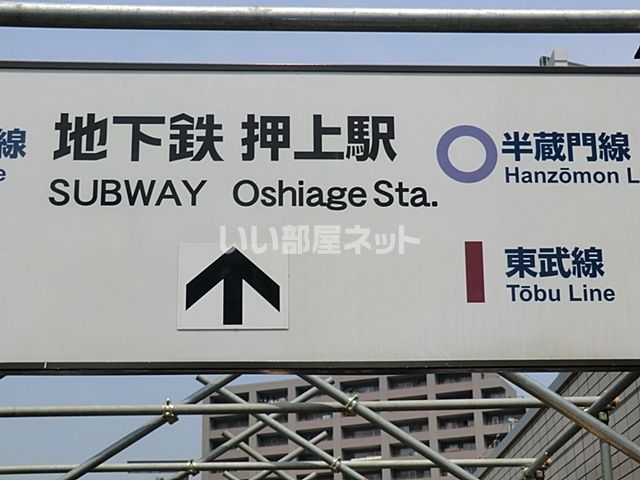 線
e
地下鉄 押上駅
SUBWAY Oshiage Sta.
半蔵門線
Hanzōmon L
いい部屋ネット
東武線
Tōbu Line